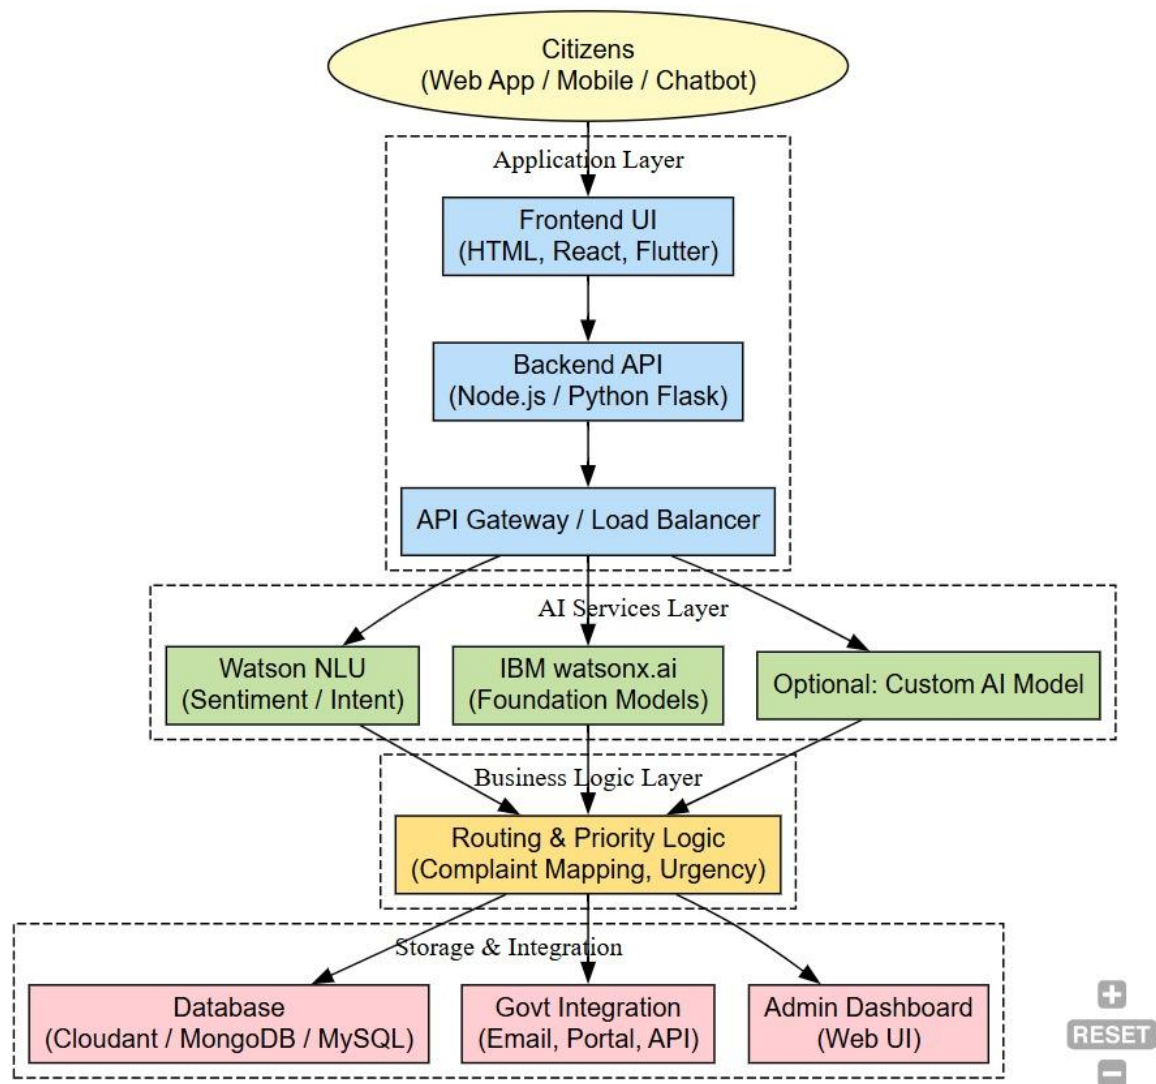 Citizens
(Web App / Mobile / Chatbot)
Application Layer
Frontend UI
(HTML, React, Flutter)
Backend API
(Node.js / Python Flask)
API Gateway / Load Balancer
AI Services Layer
Watson NLU
(Sentiment / Intent)
IBM watsonx.ai
(Foundation Models)
Optional: Custom AI Model
Business Logic Layer
Routing & Priority Logic
(Complaint Mapping, Urgency)
Storage & Integration
Database
(Cloudant / MongoDB / MySQL)
Govt Integration
(Email, Portal, API)
Admin Dashboard
(Web UI)
RESET